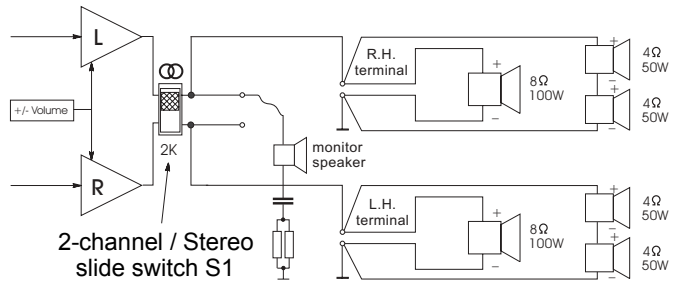 L
R.H.
terminal
+
−
8Ω
100W
+
−
4Ω
50W
+
−
4Ω
50W
+/- Volume
2K
monitor
speaker
R
2-channel / Stereo
slide switch S1
L.H.
terminal
+
−
8Ω
100W
+
−
4Ω
50W
+
−
4Ω
50W